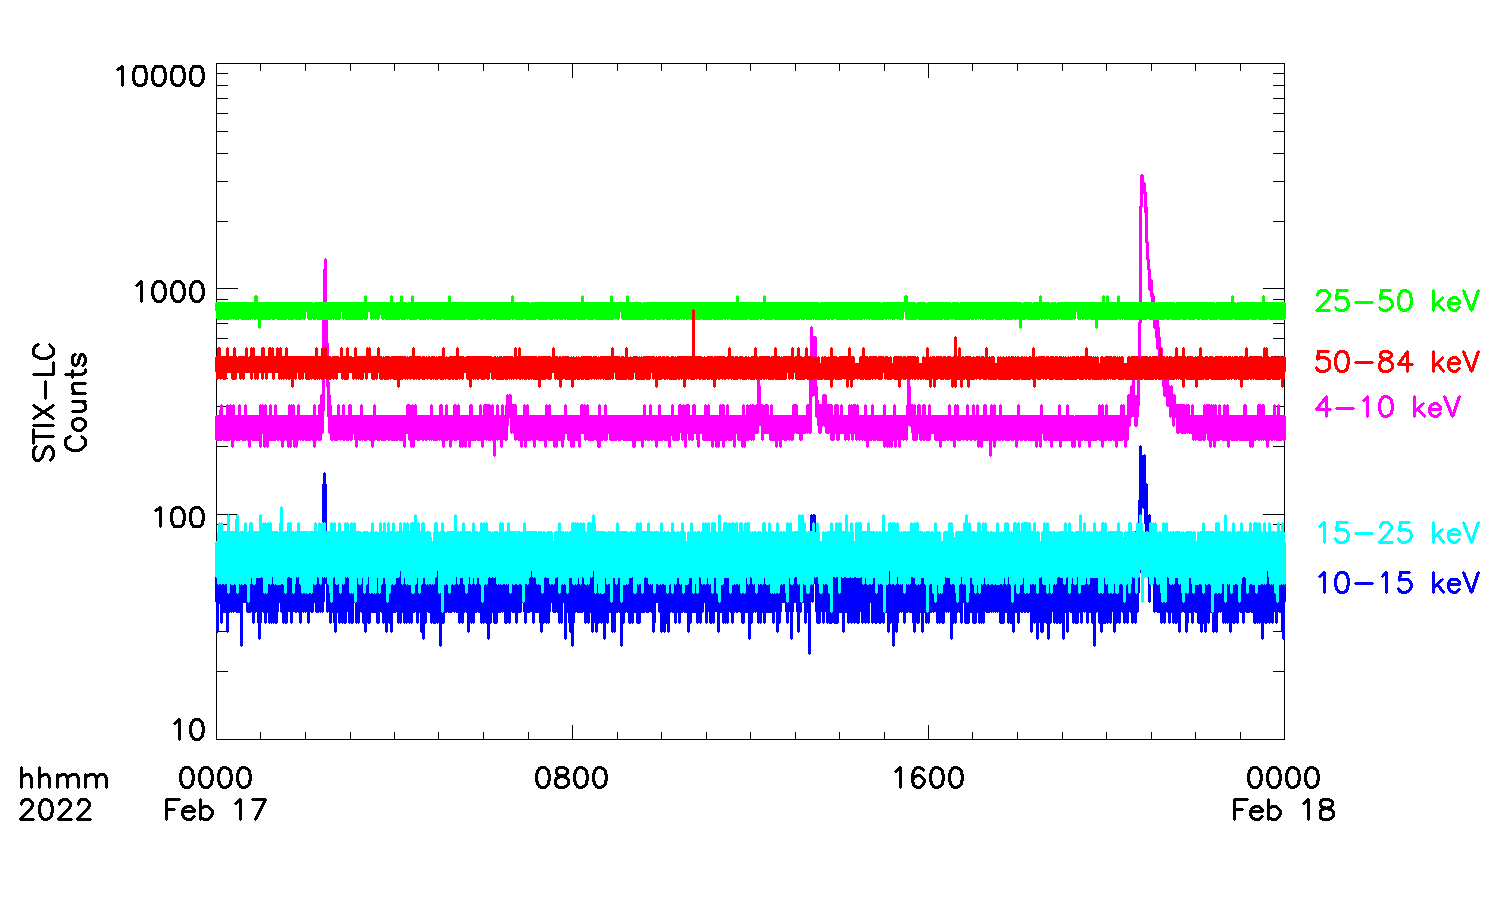 10000
1000
100
10
STIX-LC
Counts
25-50 keV
50-84 keV
4-10 keV
15-25 keV
10-15 keV
hhmm 0000 0800 1600 0000
2022 Feb 17 Feb 18